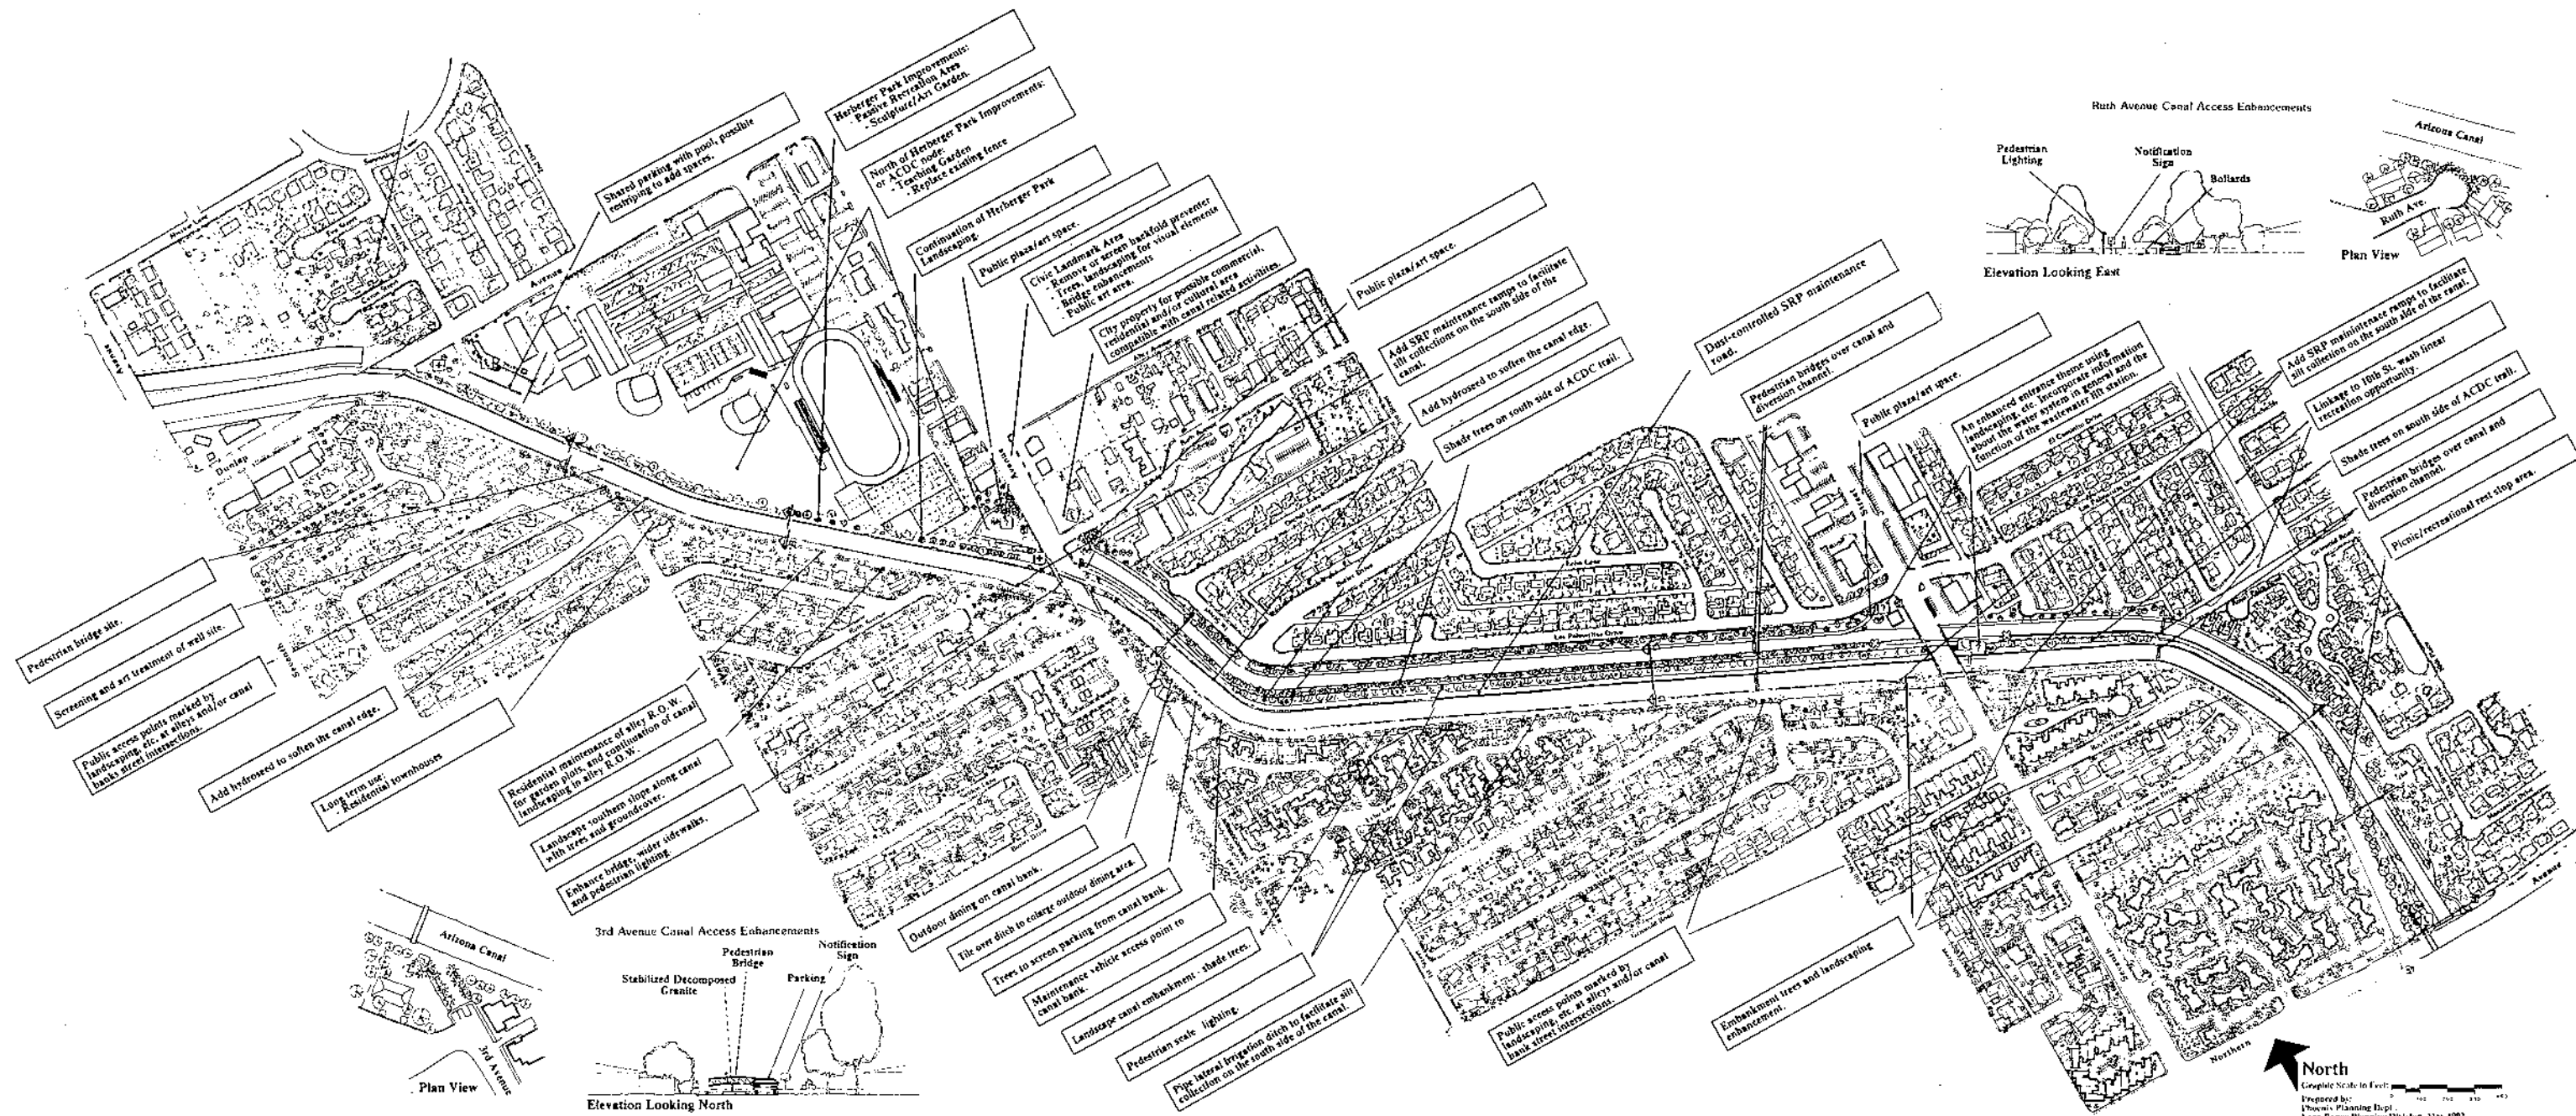 Herberger Park Improvements:
- Passive Recreation Area
- Sculpture/Art Garden.
North of Herberger Park Improvements:
or ACDC node:
- Teaching Garden
- Replace existing fence
Shared parking with pool, possible
restriping to add spaces.
Continuation of Herberger Park
Landscaping.
Public plaza/art space.
Civic Landmark Area
- Remove or screen backfold preventer
- Trees, landscaping for visual elements
- Bridge enhancements
- Public art area.
City property for possible commercial,
residential and/or cultural area
compatible with canal related activities.
Public plaza/art space.
Add SRP maintenance ramps to facilitate
silt collections on the south side of the
canal.
Add hydroseed to soften the canal edge.
Shade trees on south side of ACDC trail.
Dust-controlled SRP maintenance
road.
Pedestrian bridges over canal and
diversion channel.
Public plaza/art space.
An enhanced entrance theme using
landscaping, etc. Incorporate information
about the water system in general and the
function of the wastewater lift station.
Add SRP maintenance ramps to facilitate
silt collection on the south side of the canal.
Linkage to 10th St. wash linear
recreation opportunity.
Shade trees on south side of ACDC trail.
Pedestrian bridges over canal and
diversion channel.
Picnic/recreational rest stop area.
Ruth Avenue Canal Access Enhancements
Pedestrian
Lighting
Notification
Sign
Bollards
Elevation Looking East
Arizona Canal
Ruth Ave.
Plan View
Avenue
Avenue
Dunlap
Avenue
Street
Pedestrian bridge site.
Screening and art treatment of well site.
Public access points marked by
landscaping, etc. at alleys and/or canal
banks street intersections.
Add hydroseed to soften the canal edge.
Long term use-
- Residential townhouses
Residential maintenance of alley R.O.W.
for garden plots, and continuation of canal
landscaping in alley R.O.W.
Landscape southern slope along canal
with trees and groundcover.
Enhance bridge, wider sidewalks,
and pedestrian lighting.
Outdoor dining on canal bank.
Tile over ditch to enlarge outdoor dining area.
Trees to screen parking from canal bank.
Maintenance vehicle access point to
canal bank.
Landscape canal embankment - shade trees.
Pedestrian scale lighting.
Pipe lateral irrigation ditch to facilitate silt
collection on the south side of the canal.
Public access points marked by
landscaping, etc. at alleys and/or canal
bank street intersections.
Embankment trees and landscaping
enhancement.
3rd Avenue Canal Access Enhancements
Arizona Canal
3rd Avenue
Plan View
Stabilized Decomposed
Granite
Pedestrian
Bridge
Parking
Notification
Sign
Elevation Looking North
Northern
Avenue
North
Graphic Scale in Feet:
Prepared by:
Phoenix Planning Dept.